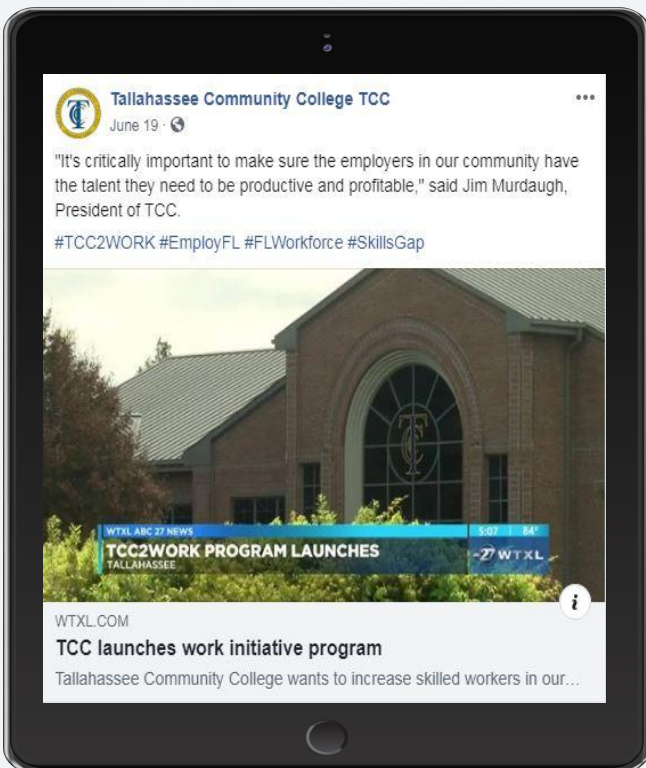 Tallahassee Community College TCC
June 19 ·
"It's critically important to make sure the employers in our community have
the talent they need to be productive and profitable," said Jim Murdaugh,
President of TCC.
#TCC2WORK #EmployFL #FLWorkforce #SkillsGap
TCC
WTXL ABC 27 NEWS
5:07 | 84°
TCC2WORK PROGRAM LAUNCHES
TALLAHASSEE
27 WTXL
i
WTXL.COM
TCC launches work initiative program
Tallahassee Community College wants to increase skilled workers in our...